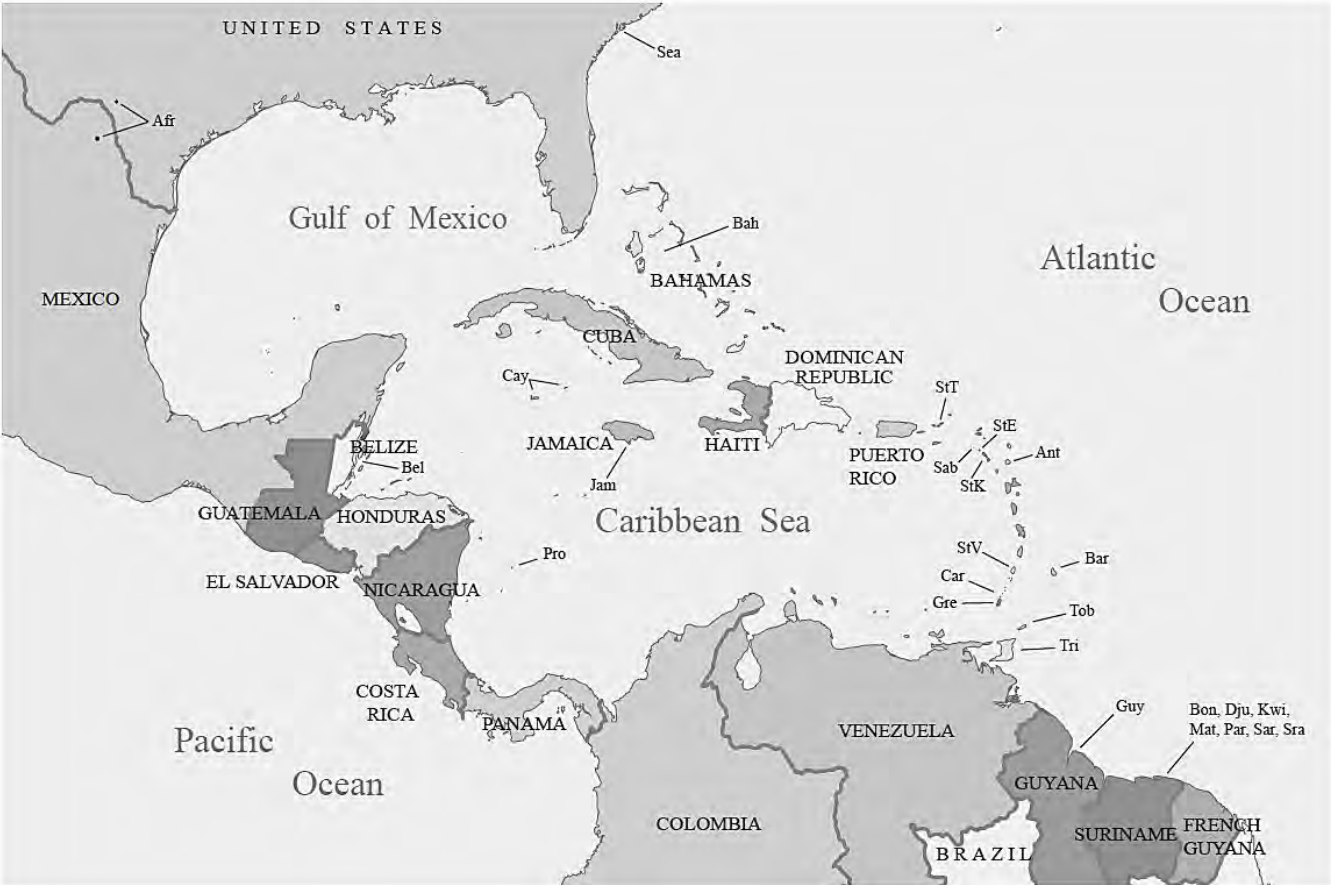 UNITED STATES
Sea
Afr
Gulf of Mexico
Bah
Atlantic
Ocean
BAHAMAS
MEXICO
CUBA
DOMINICAN
REPUBLIC
Cay
StT
StE
JAMAICA
HAITI
BELIZE
PUERTO
RICO
Ant
Bel
Sab
StK
Jam
GUATEMALA
HONDURAS
Caribbean Sea
Pro
StV
Bar
EL SALVADOR
NICARAGUA
Car
Gre
Tob
Tri
COSTA
RICA
PANAMA
Guy
Bon, Dju, Kwi,
Mat, Par, Sar, Sra
VENEZUELA
Pacific
Ocean
GUYANA
COLOMBIA
SURINAME
FRENCH
GUYANA
BRAZIL